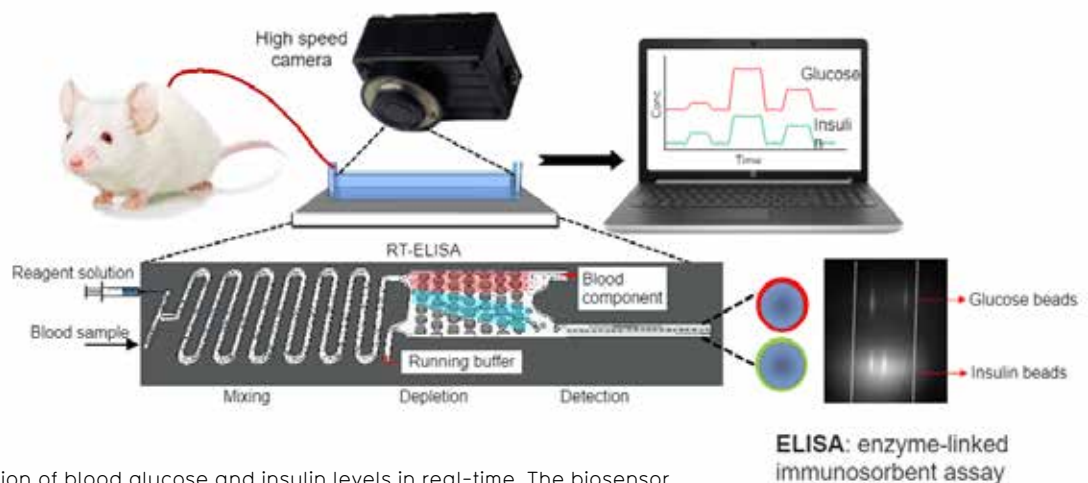 High speed
camera
Glucose
Insuli
n
Conc
Time
RT-ELISA
Reagent solution
Blood sample
Blood
component
Running buffer
Mixing
Depletion
Detection
Glucose beads
Insulin beads
ELISA: enzyme-linked
immunosorbent assay
ion of blood glucose and insulin levels in real-time. The biosensor